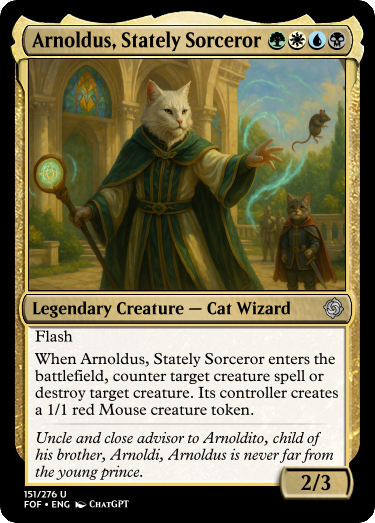 Arnoldus, Stately Sorceror
Legendary Creature — Cat Wizard
Flash
When Arnoldus, Stately Sorceror enters the
battlefield, counter target creature spell or
destroy target creature. Its controller creates
a 1/1 red Mouse creature token.
Uncle and close advisor to Arnoldito, child of
his brother, Arnoldi, Arnoldus is never far from
the young prince.
2/3
151/276 U
FOF • ENG ChatGPT